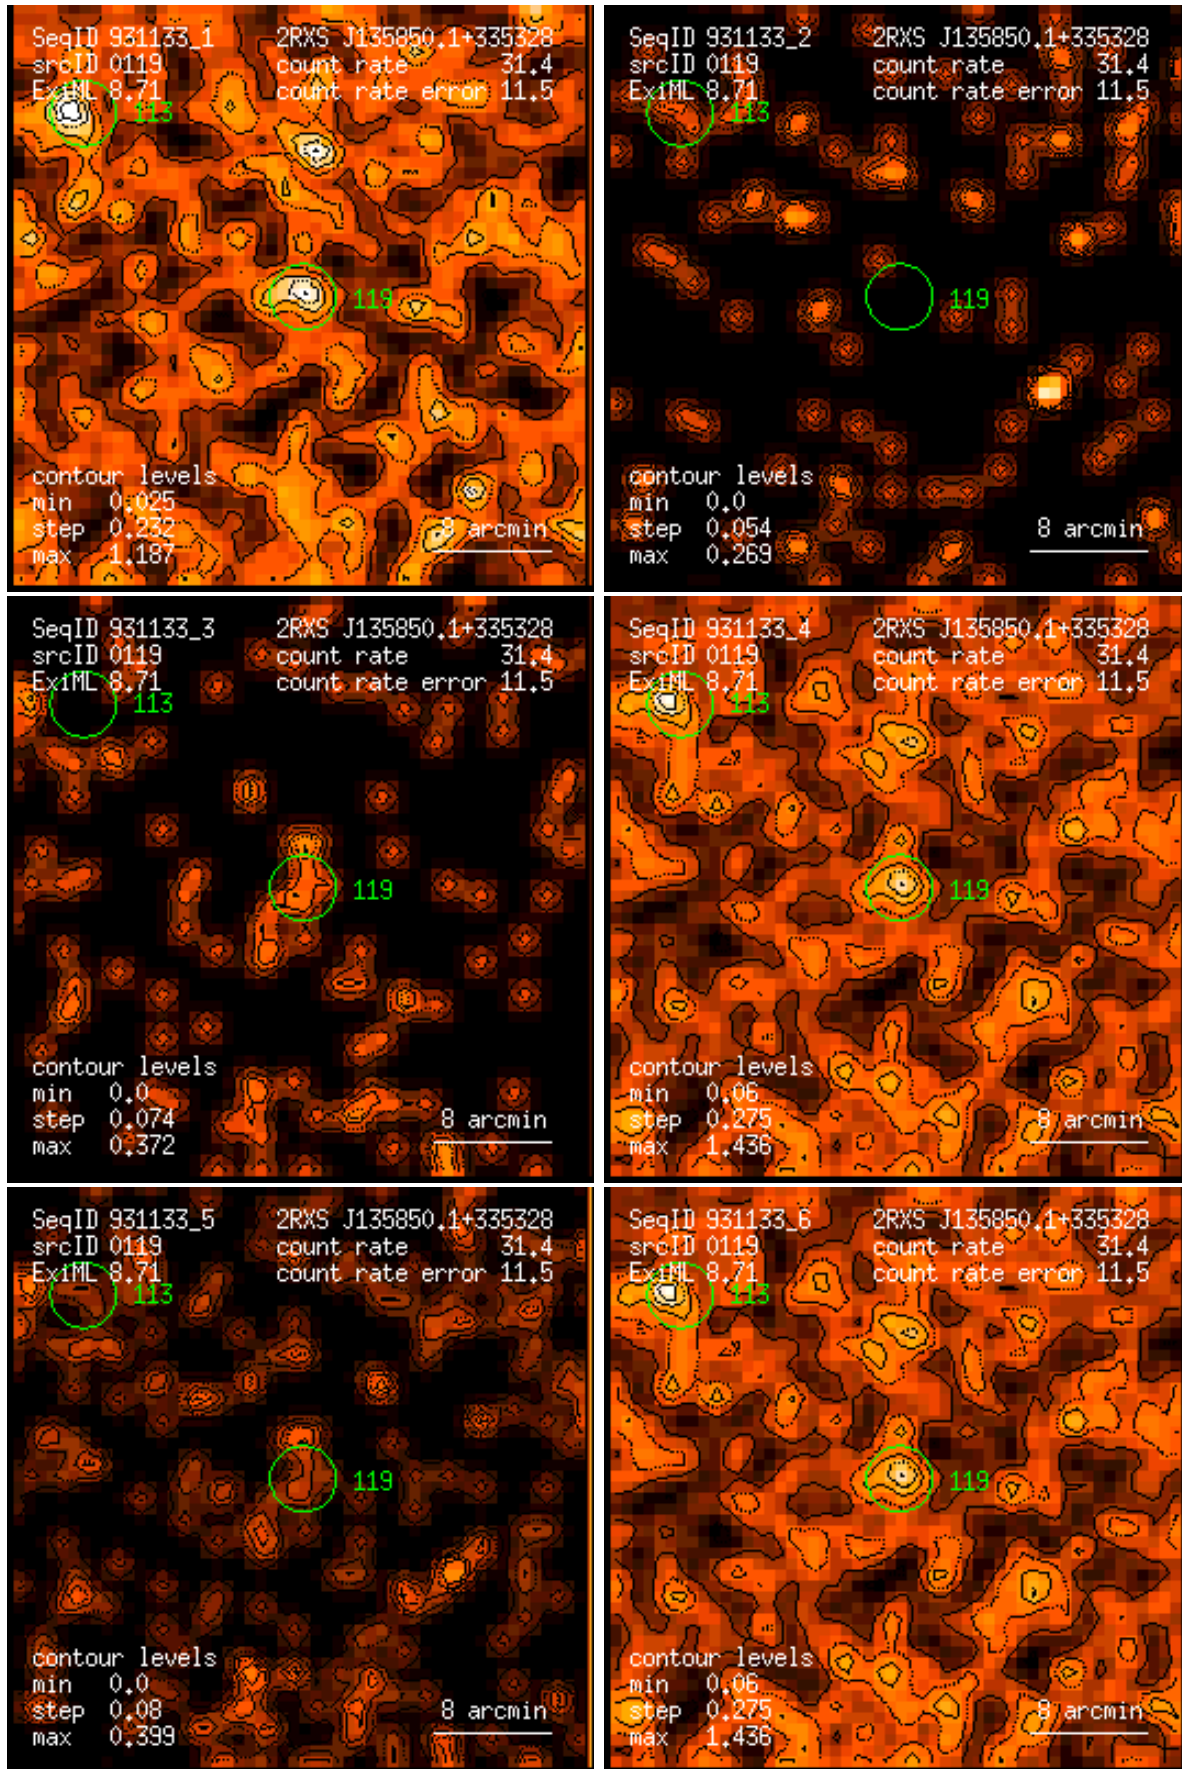 SeqID 931133_1 2RXS J135850.1+335328
srcID 0119 count rate 31.4
ExiML 8.71 count rate error 11.5
113
119
contour levels
min 0.025
step 0.232 8 arcmin
max 1.187
SeqID 931133_2 2RXS J135850.1+335328
srcID 0119 count rate 31.4
ExiML 8.71 count rate error 11.5
113
119
contour levels
min 0.0
step 0.054 8 arcmin
max 0.269
SeqID 931133_3 2RXS J135850.1+335328
srcID 0119 count rate 31.4
ExiML 8.71 count rate error 11.5
113
119
contour levels
min 0.0
step 0.074 8 arcmin
max 0.372
SeqID 931133_4 2RXS J135850.1+335328
srcID 0119 count rate 31.4
ExiML 8.71 count rate error 11.5
113
119
contour levels
min 0.06
step 0.275 8 arcmin
max 1.436
SeqID 931133_5 2RXS J135850.1+335328
srcID 0119 count rate 31.4
ExiML 8.71 count rate error 11.5
113
119
contour levels
min 0.0
step 0.08 8 arcmin
max 0.399
SeqID 931133_6 2RXS J135850.1+335328
srcID 0119 count rate 31.4
ExiML 8.71 count rate error 11.5
113
119
contour levels
min 0.06
step 0.275 8 arcmin
max 1.436